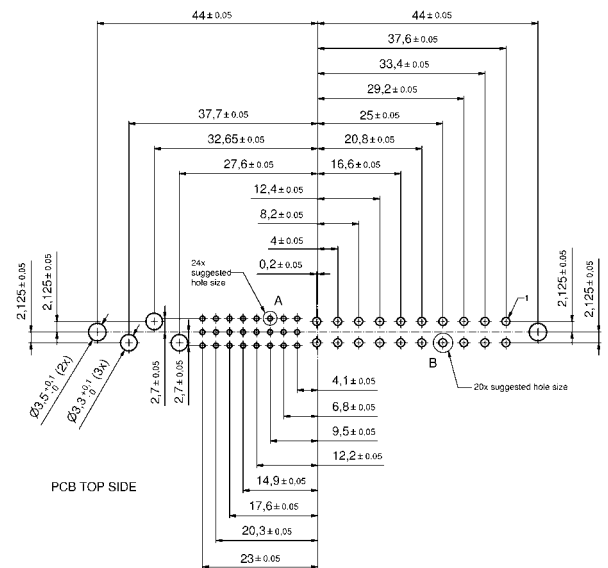 44± 0.05 44± 0.05
37,6± 0.05
33,4± 0.05
29,2± 0.05
37,7± 0.05 25± 0.05
32,65± 0.05 20,8± 0.05
27,6± 0.05 16,6± 0.05
12,4± 0.05
8,2± 0.05
4± 0.05
0,2± 0.05
24x
suggested
hole size
A
1
B
20x suggested hole size
2,125± 0.05
2,125± 0.05
2,125± 0.05
2,125± 0.05
Ø3,5 +0.1 -0 (2x)
Ø3,3 +0.1 -0 (3x)
2,7± 0.05
2,7± 0.05
4,1± 0.05
6,8± 0.05
9,5± 0.05
12,2± 0.05
14,9± 0.05
17,6± 0.05
20,3± 0.05
23± 0.05
PCB TOP SIDE